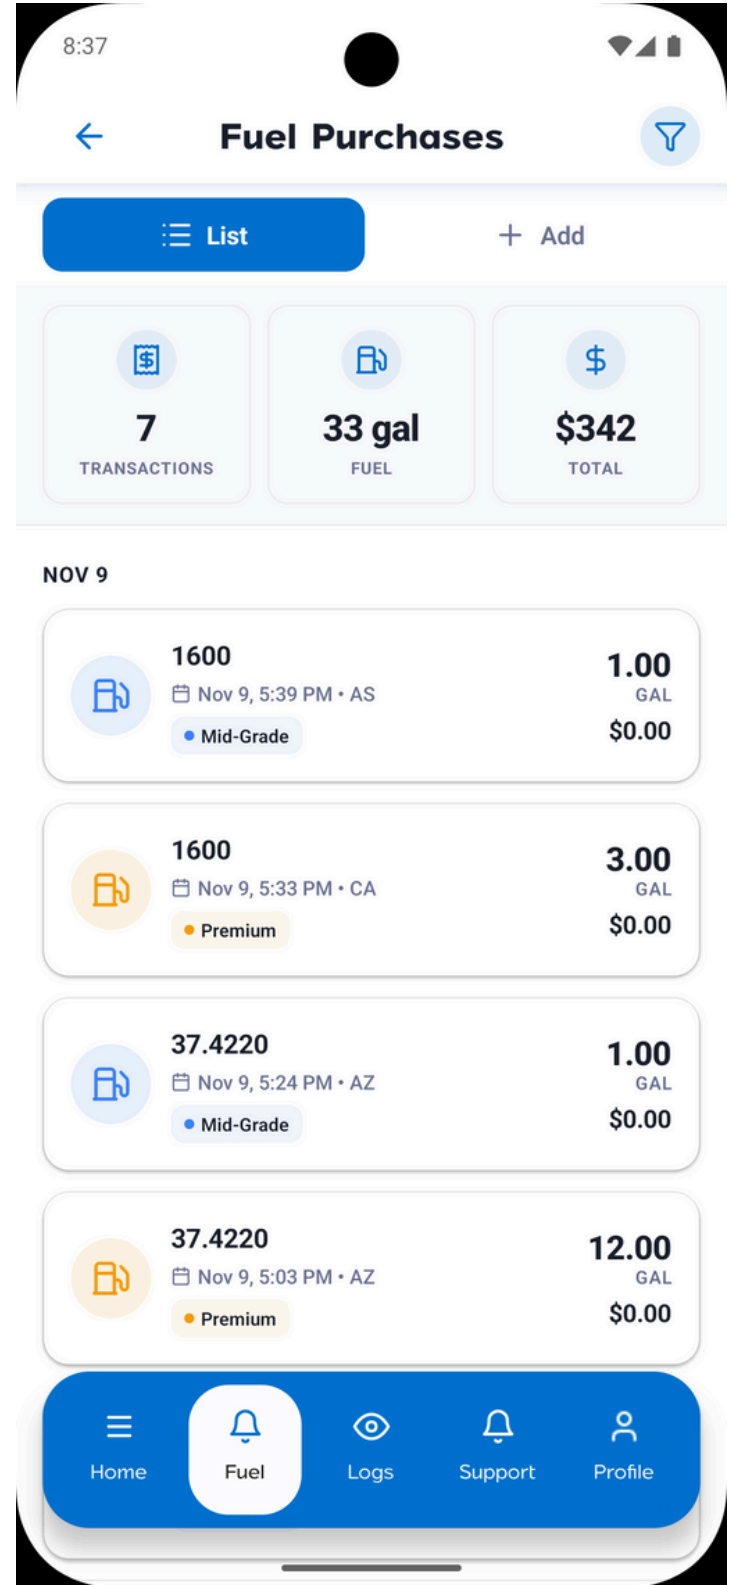 8:37
Fuel Purchases
List
Add
7
TRANSACTIONS
33 gal
FUEL
$342
TOTAL
NOV 9
1600
Nov 9, 5:39 PM • AS
Mid-Grade
1.00
GAL
$0.00
1600
Nov 9, 5:33 PM • CA
Premium
3.00
GAL
$0.00
37.4220
Nov 9, 5:24 PM • AZ
Mid-Grade
1.00
GAL
$0.00
37.4220
Nov 9, 5:03 PM • AZ
Premium
12.00
GAL
$0.00
Home
Fuel
Logs
Support
Profile